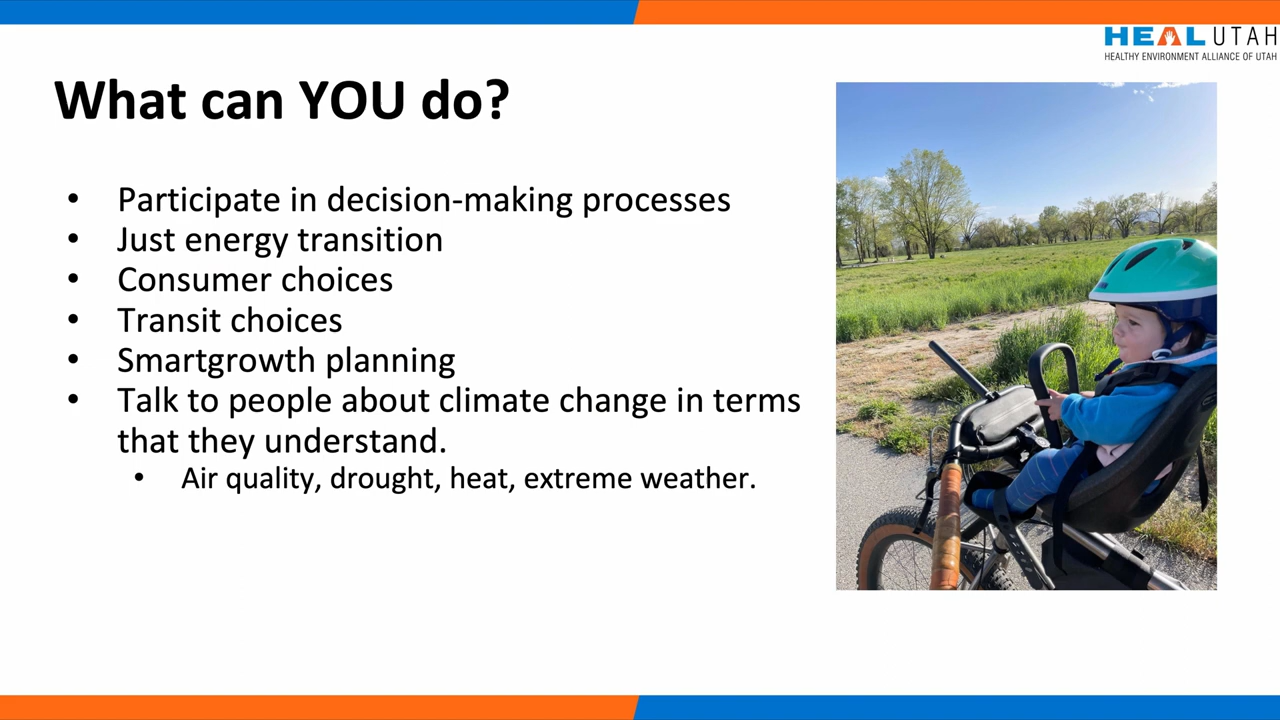 HEAL UTAH
HEALTHY ENVIRONMENT ALLIANCE OF UTAH
What can YOU do?
• Participate in decision-making processes
• Just energy transition
• Consumer choices
• Transit choices
• Smartgrowth planning
• Talk to people about climate change in terms
that they understand.
• Air quality, drought, heat, extreme weather.